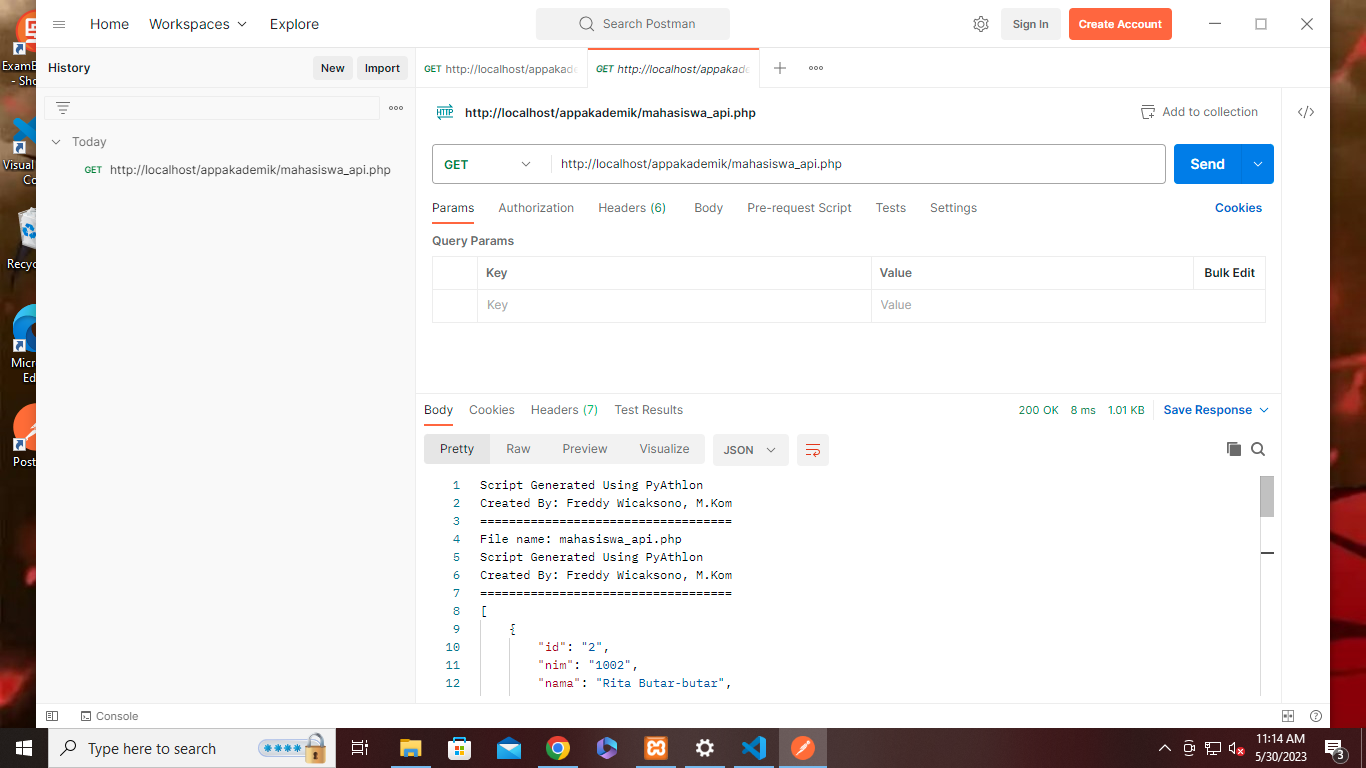 Home
Workspaces
Explore
Search Postman
Sign In
Create Account
History
New
Import
GET http://localhost/appakade
GET http://localhost/appakade
http://localhost/appakademik/mahasiswa_api.php
Add to collection
Today
GET http://localhost/appakademik/mahasiswa_api.php
GET
http://localhost/appakademik/mahasiswa_api.php
Send
Params
Authorization
Headers (6)
Body
Pre-request Script
Tests
Settings
Cookies
Query Params
Key
Value
Bulk Edit
Key
Value
Body
Cookies
Headers (7)
Test Results
200 OK
8 ms
1.01 KB
Save Response
Pretty
Raw
Preview
Visualize
JSON
1 Script Generated Using PyAthlon
2 Created By: Freddy Wicaksono, M.Kom
3 ===================================
4 File name: mahasiswa_api.php
5 Script Generated Using PyAthlon
6 Created By: Freddy Wicaksono, M.Kom
7 ===================================
8 [
9 {
10 "id": "2",
11 "nim": "1002",
12 "nama": "Rita Butar-butar",
Console
- Sho
Visual
Co
Recyc
Micr
Ed
Post
Type here to search
11:14 AM
5/30/2023
3